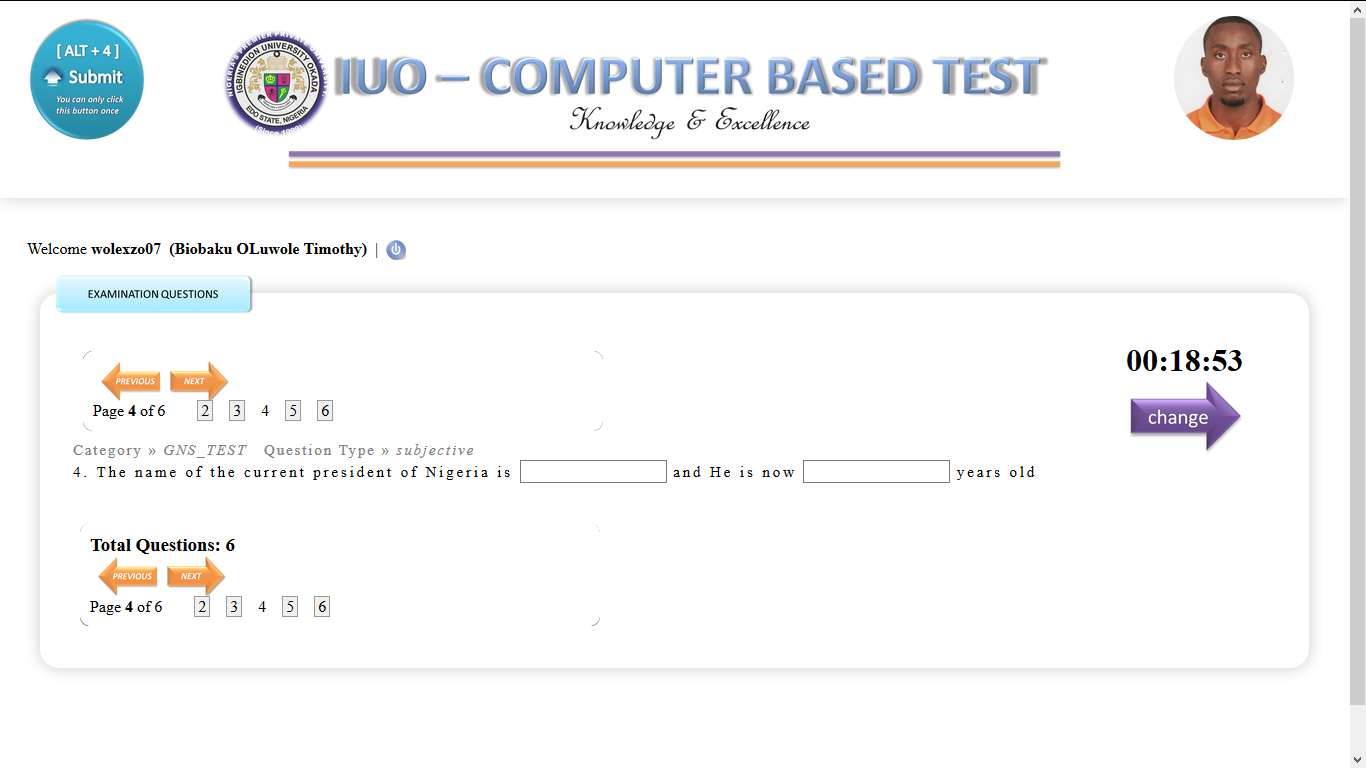 [ ALT + 4 ]
Submit
You can only click
this button once
NIGERIA'S PREMIER PRIVATE UNIVERSITY
IGBINEDION UNIVERSITY OKADA
EDO STATE, NIGERIA
(Since 1999)
IUO – COMPUTER BASED TEST
Knowledge & Excellence
Welcome wolexzo07 (Biobaku OLuwole Timothy) |
EXAMINATION QUESTIONS
00:18:53
PREVIOUS NEXT
change
Page 4 of 6 2 3 4 5 6
Category » GNS_TEST Question Type » subjective
4. The name of the current president of Nigeria is and He is now years old
Total Questions: 6
PREVIOUS NEXT
Page 4 of 6 2 3 4 5 6